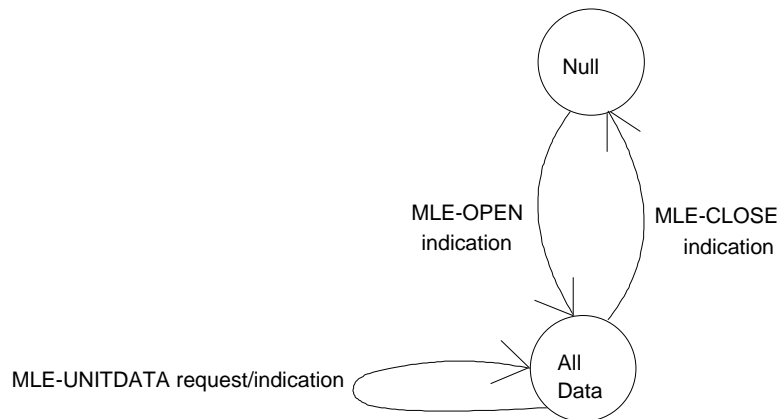 Null
MLE-OPEN
indication
MLE-CLOSE
indication
MLE-UNITDATA request/indication
All
Data